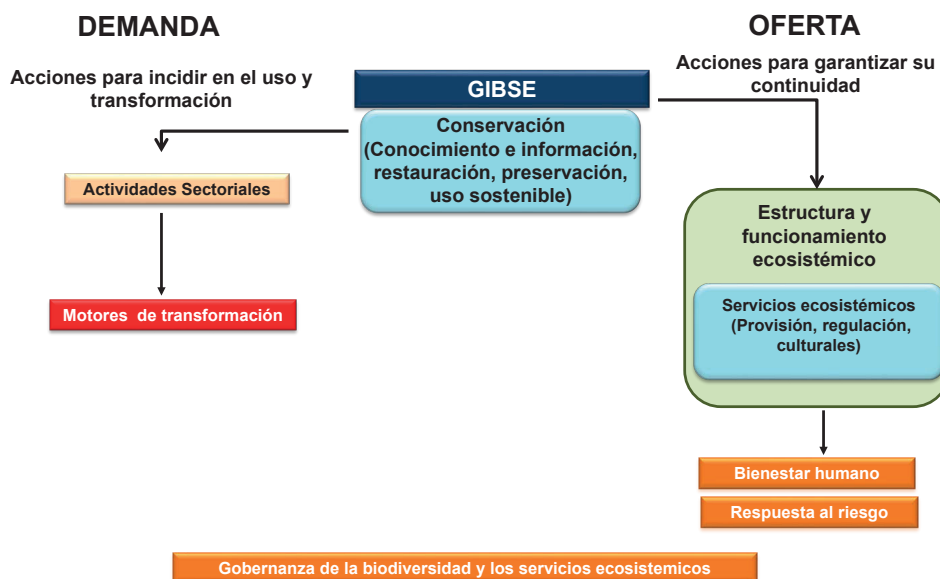 DEMANDA
Acciones para incidir en el uso y
transformación
Actividades Sectoriales
Motores de transformación
GIBSE
Conservación
(Conocimiento e información,
restauración, preservación,
uso sostenible)
OFERTA
Acciones para garantizar su
continuidad
Estructura y
funcionamiento
ecosistémico
Servicios ecosistémicos
(Provisión, regulación,
culturales)
Bienestar humano
Respuesta al riesgo
Gobernanza de la biodiversidad y los servicios ecosistemicos